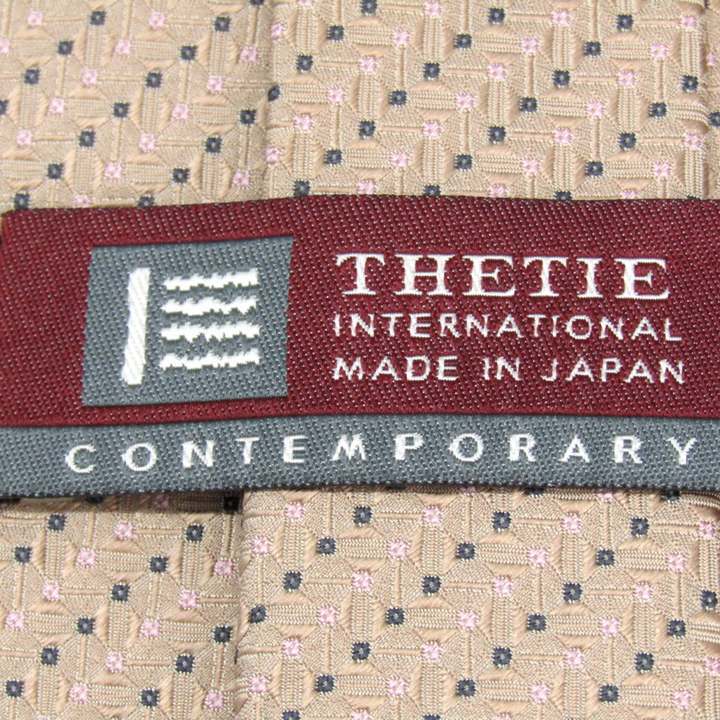 THETIE
INTERNATIONAL
MADE IN JAPAN
CONTEMPORARY